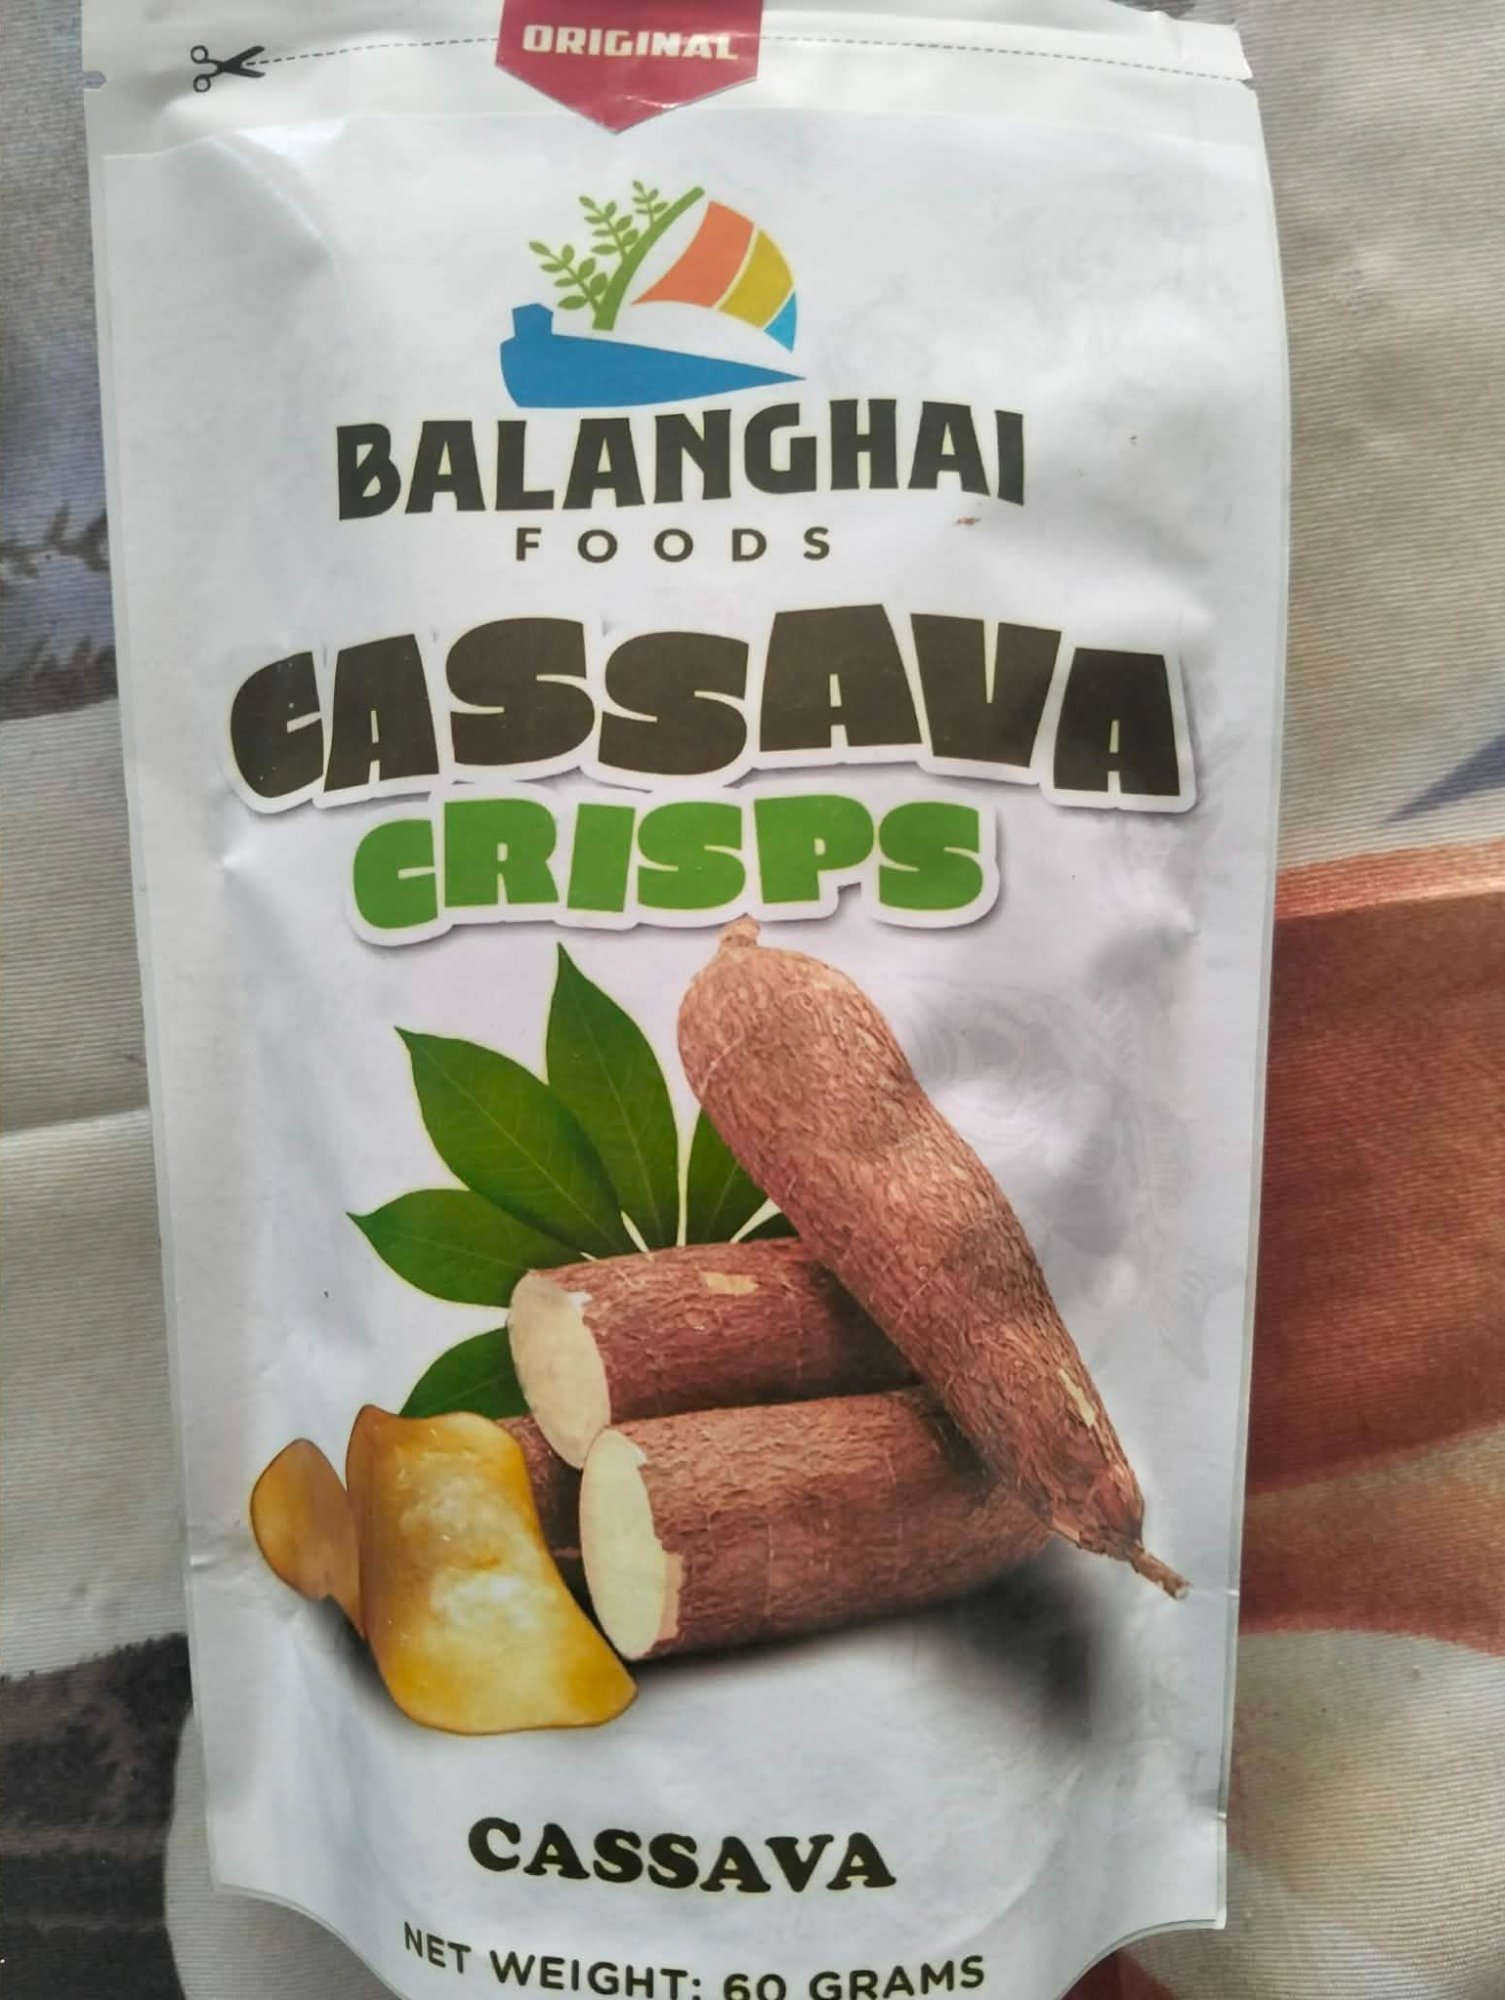 ORIGINAL
BALANGHAI
FOODS
CASSAVA
CRISPS
CASSAVA
NET WEIGHT: 60 GRAMS